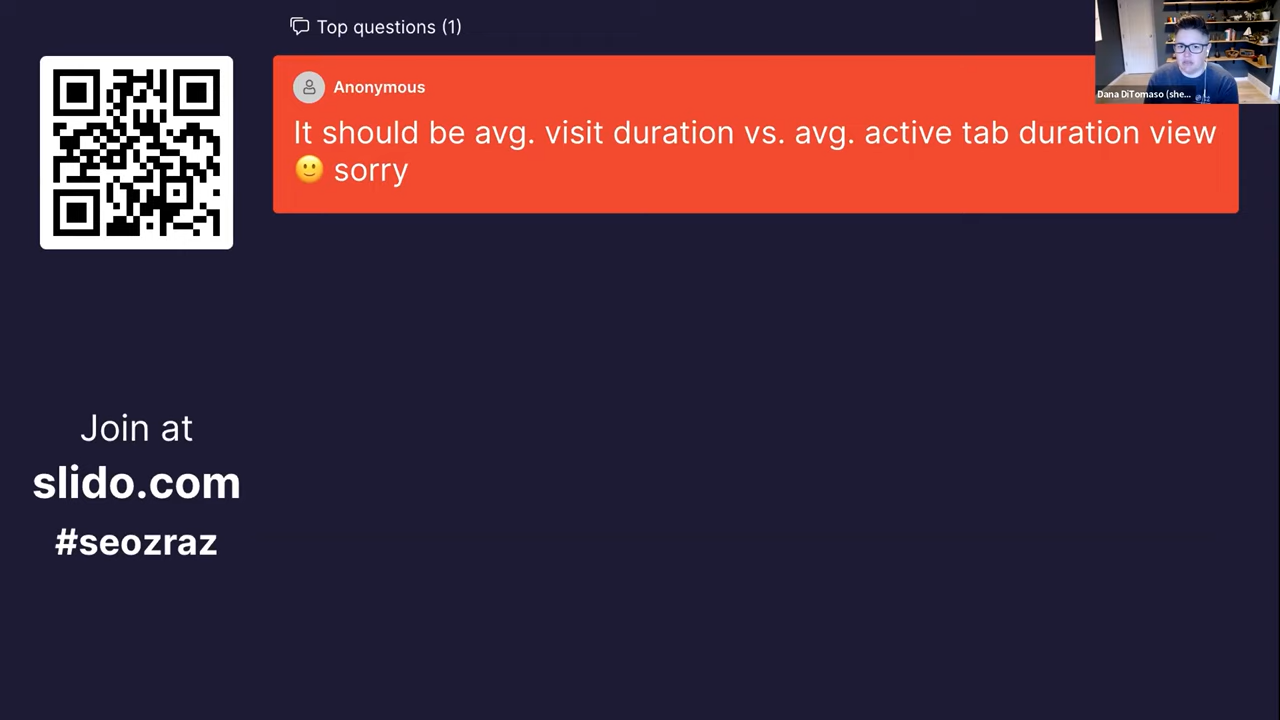 Top questions (1)
Anonymous
It should be avg. visit duration vs. avg. active tab duration view
🙂 sorry
Dana DiTomaso (she...
Join at
slido.com
#seozraz